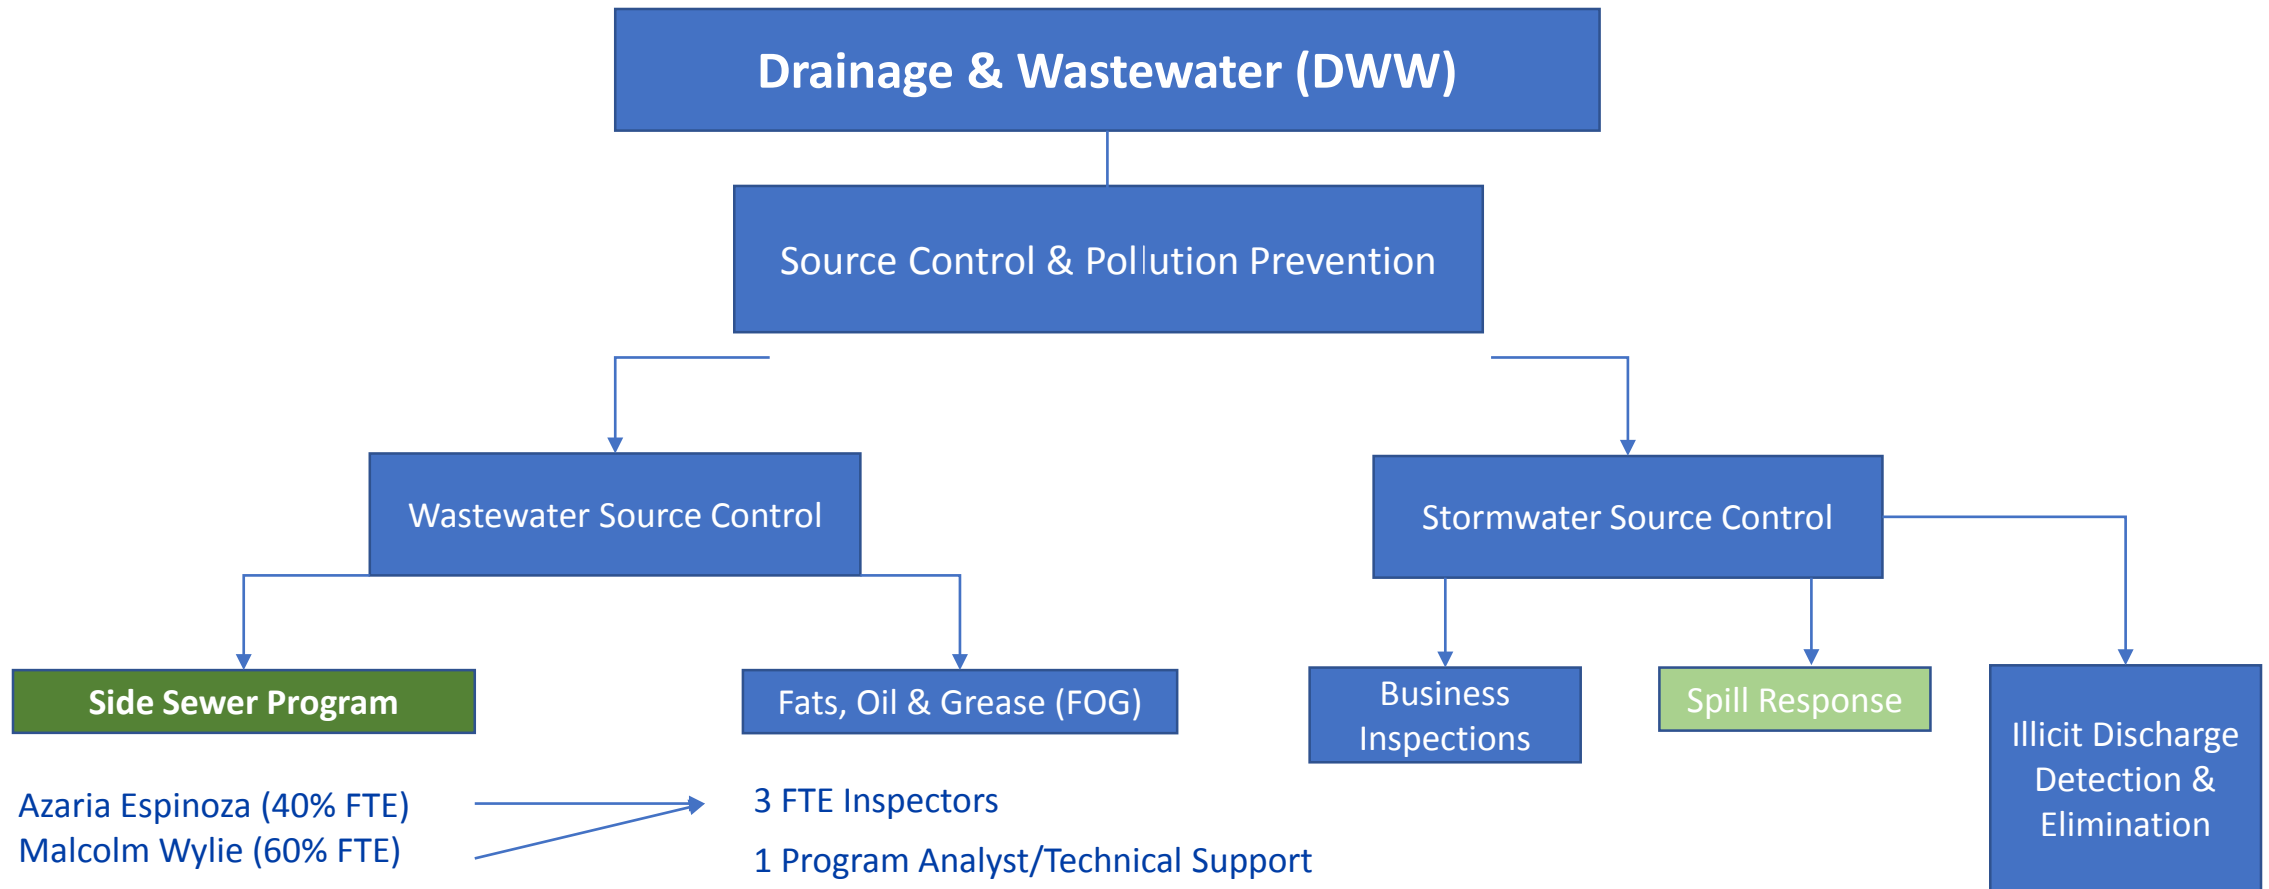 Drainage & Wastewater (DWW)
Source Control & Pollution Prevention
Wastewater Source Control
Stormwater Source Control
Side Sewer Program
Fats, Oil & Grease (FOG)
Business
Inspections
Spill Response
Illicit Discharge
Detection &
Elimination
Azaria Espinoza (40% FTE)
Malcolm Wylie (60% FTE)
3 FTE Inspectors
1 Program Analyst/Technical Support